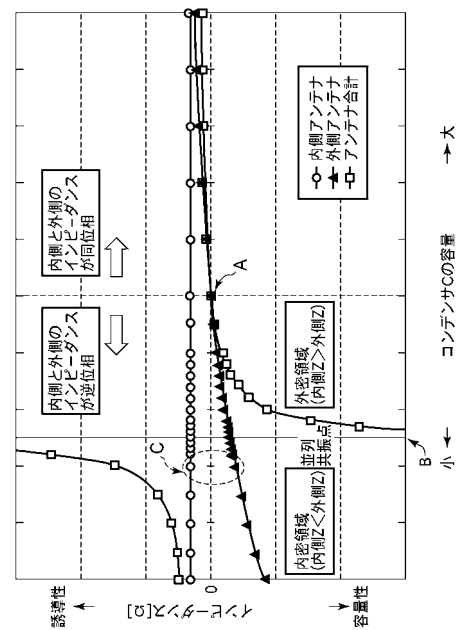 誘導性
インピーダンス[Ω]
0
容量性
内側と外側の
インピーダンス
が逆位相
内側と外側の
インピーダンス
が同位相
C
A
内側アンテナ
外側アンテナ
アンテナ合計
内密領域
(内側Z<外側Z)
並列
共振点
外密領域
(内側Z>外側Z)
B
小
コンデンサCの容量
大